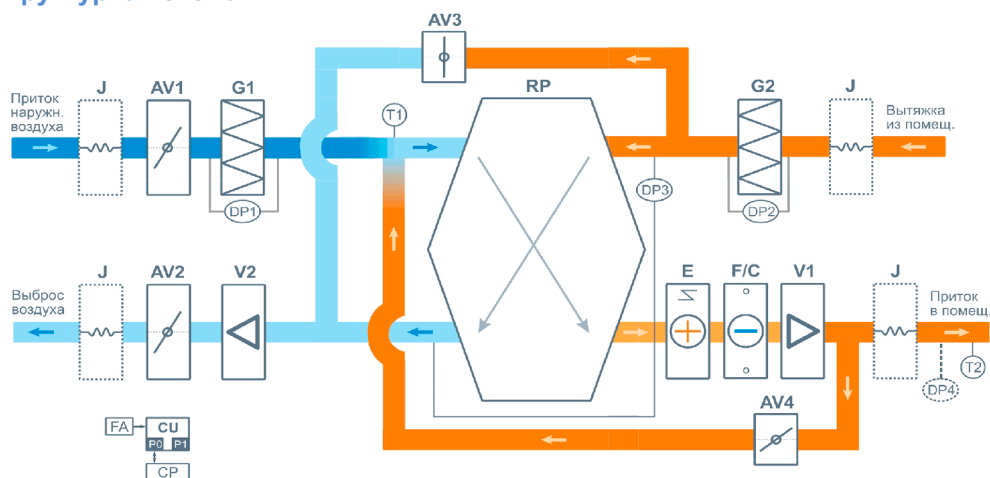 AV3
J
AV1
G1
RP
G2
J
Приток
наружн.
воздуха
T1
Вытяжка
из помещ.
DP1
DP3
DP2
J
AV2
V2
E
F/C
V1
J
Выброс
воздуха
Приток
в помещ.
T2
DP4
AV4
FA
CU
P0 P1
CP